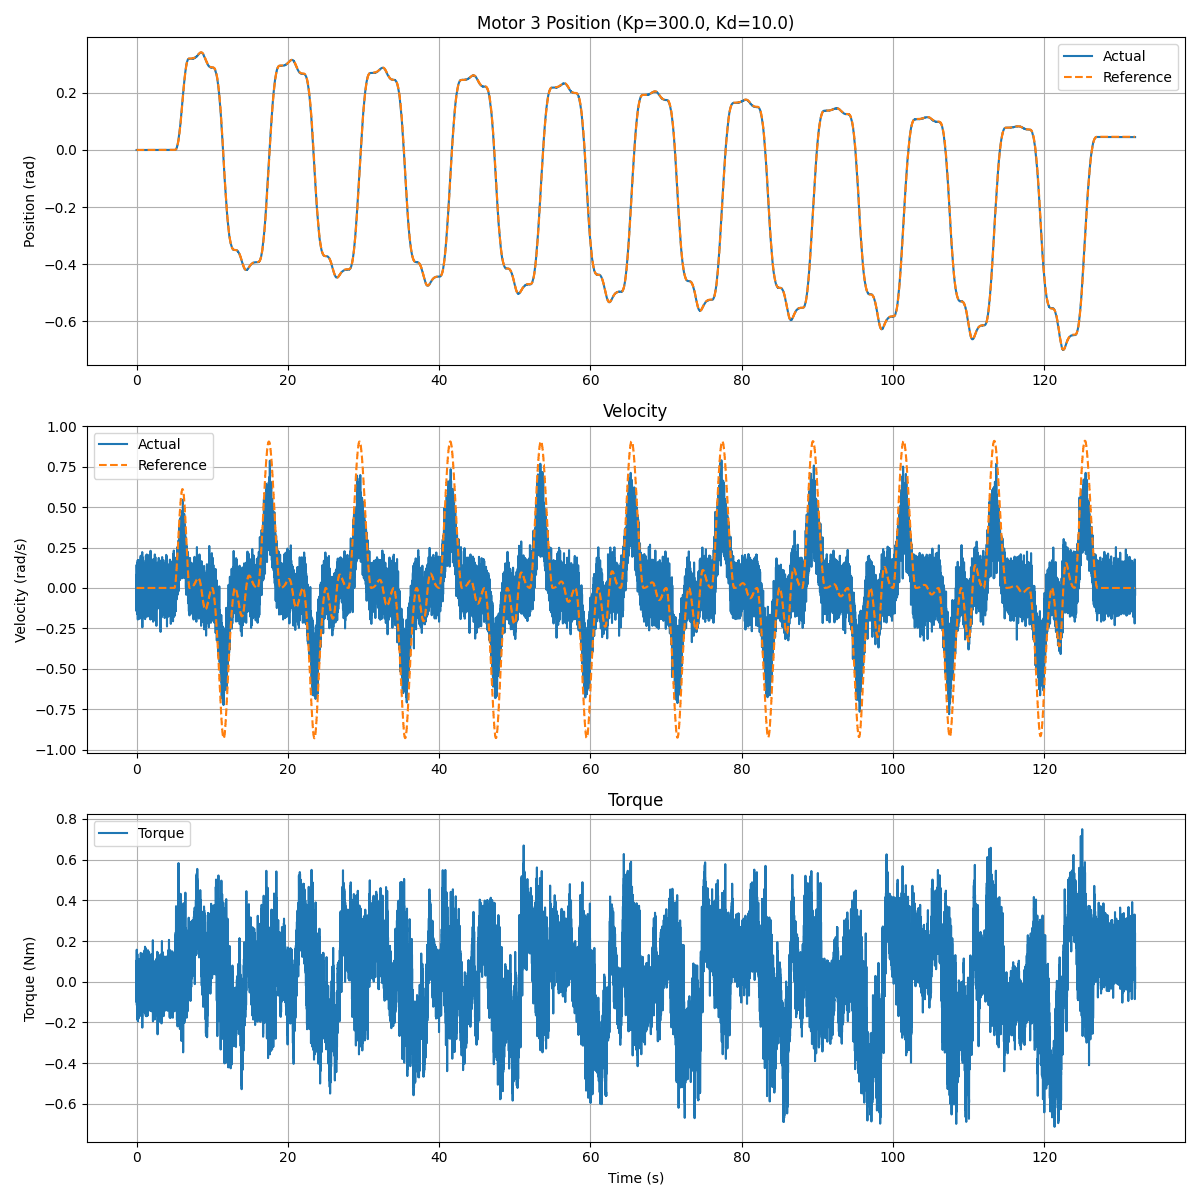 Motor 3 Position (Kp=300.0, Kd=10.0)
Actual
Reference
Position (rad)
0.2
0.0
−0.2
−0.4
−0.6
0 20 40 60 80 100 120
Velocity
Actual
Reference
Velocity (rad/s)
1.00
0.75
0.50
0.25
0.00
−0.25
−0.50
−0.75
−1.00
0 20 40 60 80 100 120
Torque
Torque
Torque (Nm)
0.8
0.6
0.4
0.2
0.0
−0.2
−0.4
−0.6
0 20 40 60 80 100 120
Time (s)